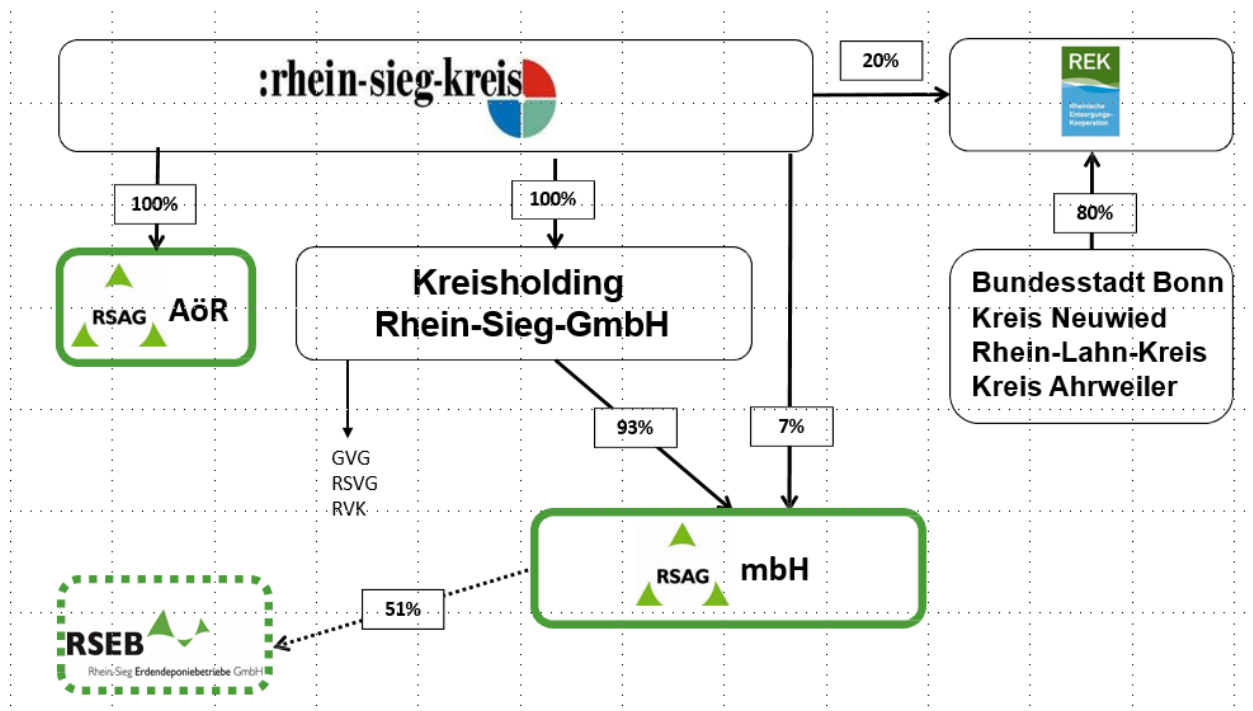 :rhein-sieg-kreis
20%
REK
Rheinische
Entsorgungs-
Kooperation
100%
100%
80%
RSAG AöR
Kreisholding
Rhein-Sieg-GmbH
Bundesstadt Bonn
Kreis Neuwied
Rhein-Lahn-Kreis
Kreis Ahrweiler
93%
7%
GVG
RSVG
RVK
RSAG mbH
51%
RSEB
Rhein-Sieg Erdendeponiebetriebe GmbH